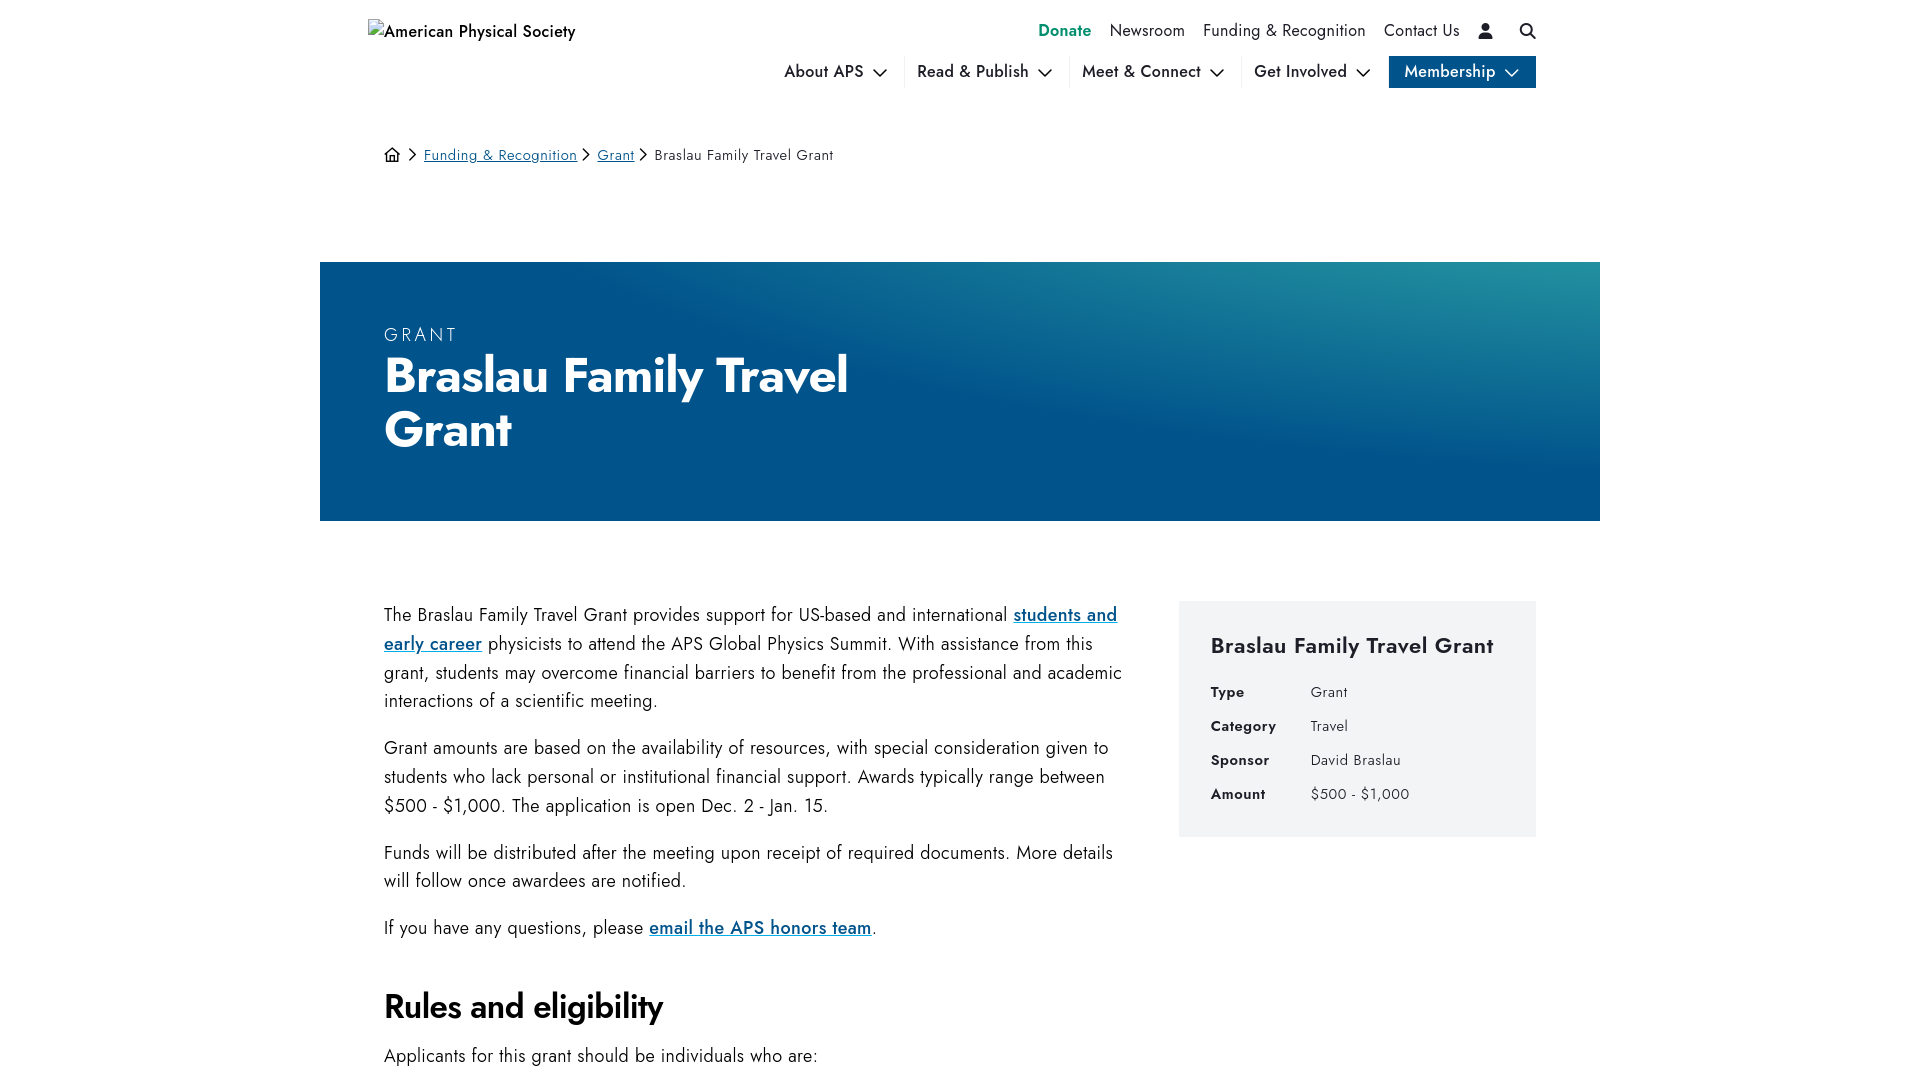 American Physical Society
Donate Newsroom Funding & Recognition Contact Us
About APS Read & Publish Meet & Connect Get Involved Membership
Funding & Recognition Grant Braslau Family Travel Grant
GRANT
Braslau Family Travel
Grant
The Braslau Family Travel Grant provides support for US-based and international students and
early career physicists to attend the APS Global Physics Summit. With assistance from this
grant, students may overcome financial barriers to benefit from the professional and academic
interactions of a scientific meeting.
Grant amounts are based on the availability of resources, with special consideration given to
students who lack personal or institutional financial support. Awards typically range between
$500 - $1,000. The application is open Dec. 2 - Jan. 15.
Funds will be distributed after the meeting upon receipt of required documents. More details
will follow once awardees are notified.
If you have any questions, please email the APS honors team.
Rules and eligibility
Applicants for this grant should be individuals who are:
Braslau Family Travel Grant
Type Grant
Category Travel
Sponsor David Braslau
Amount $500 - $1,000